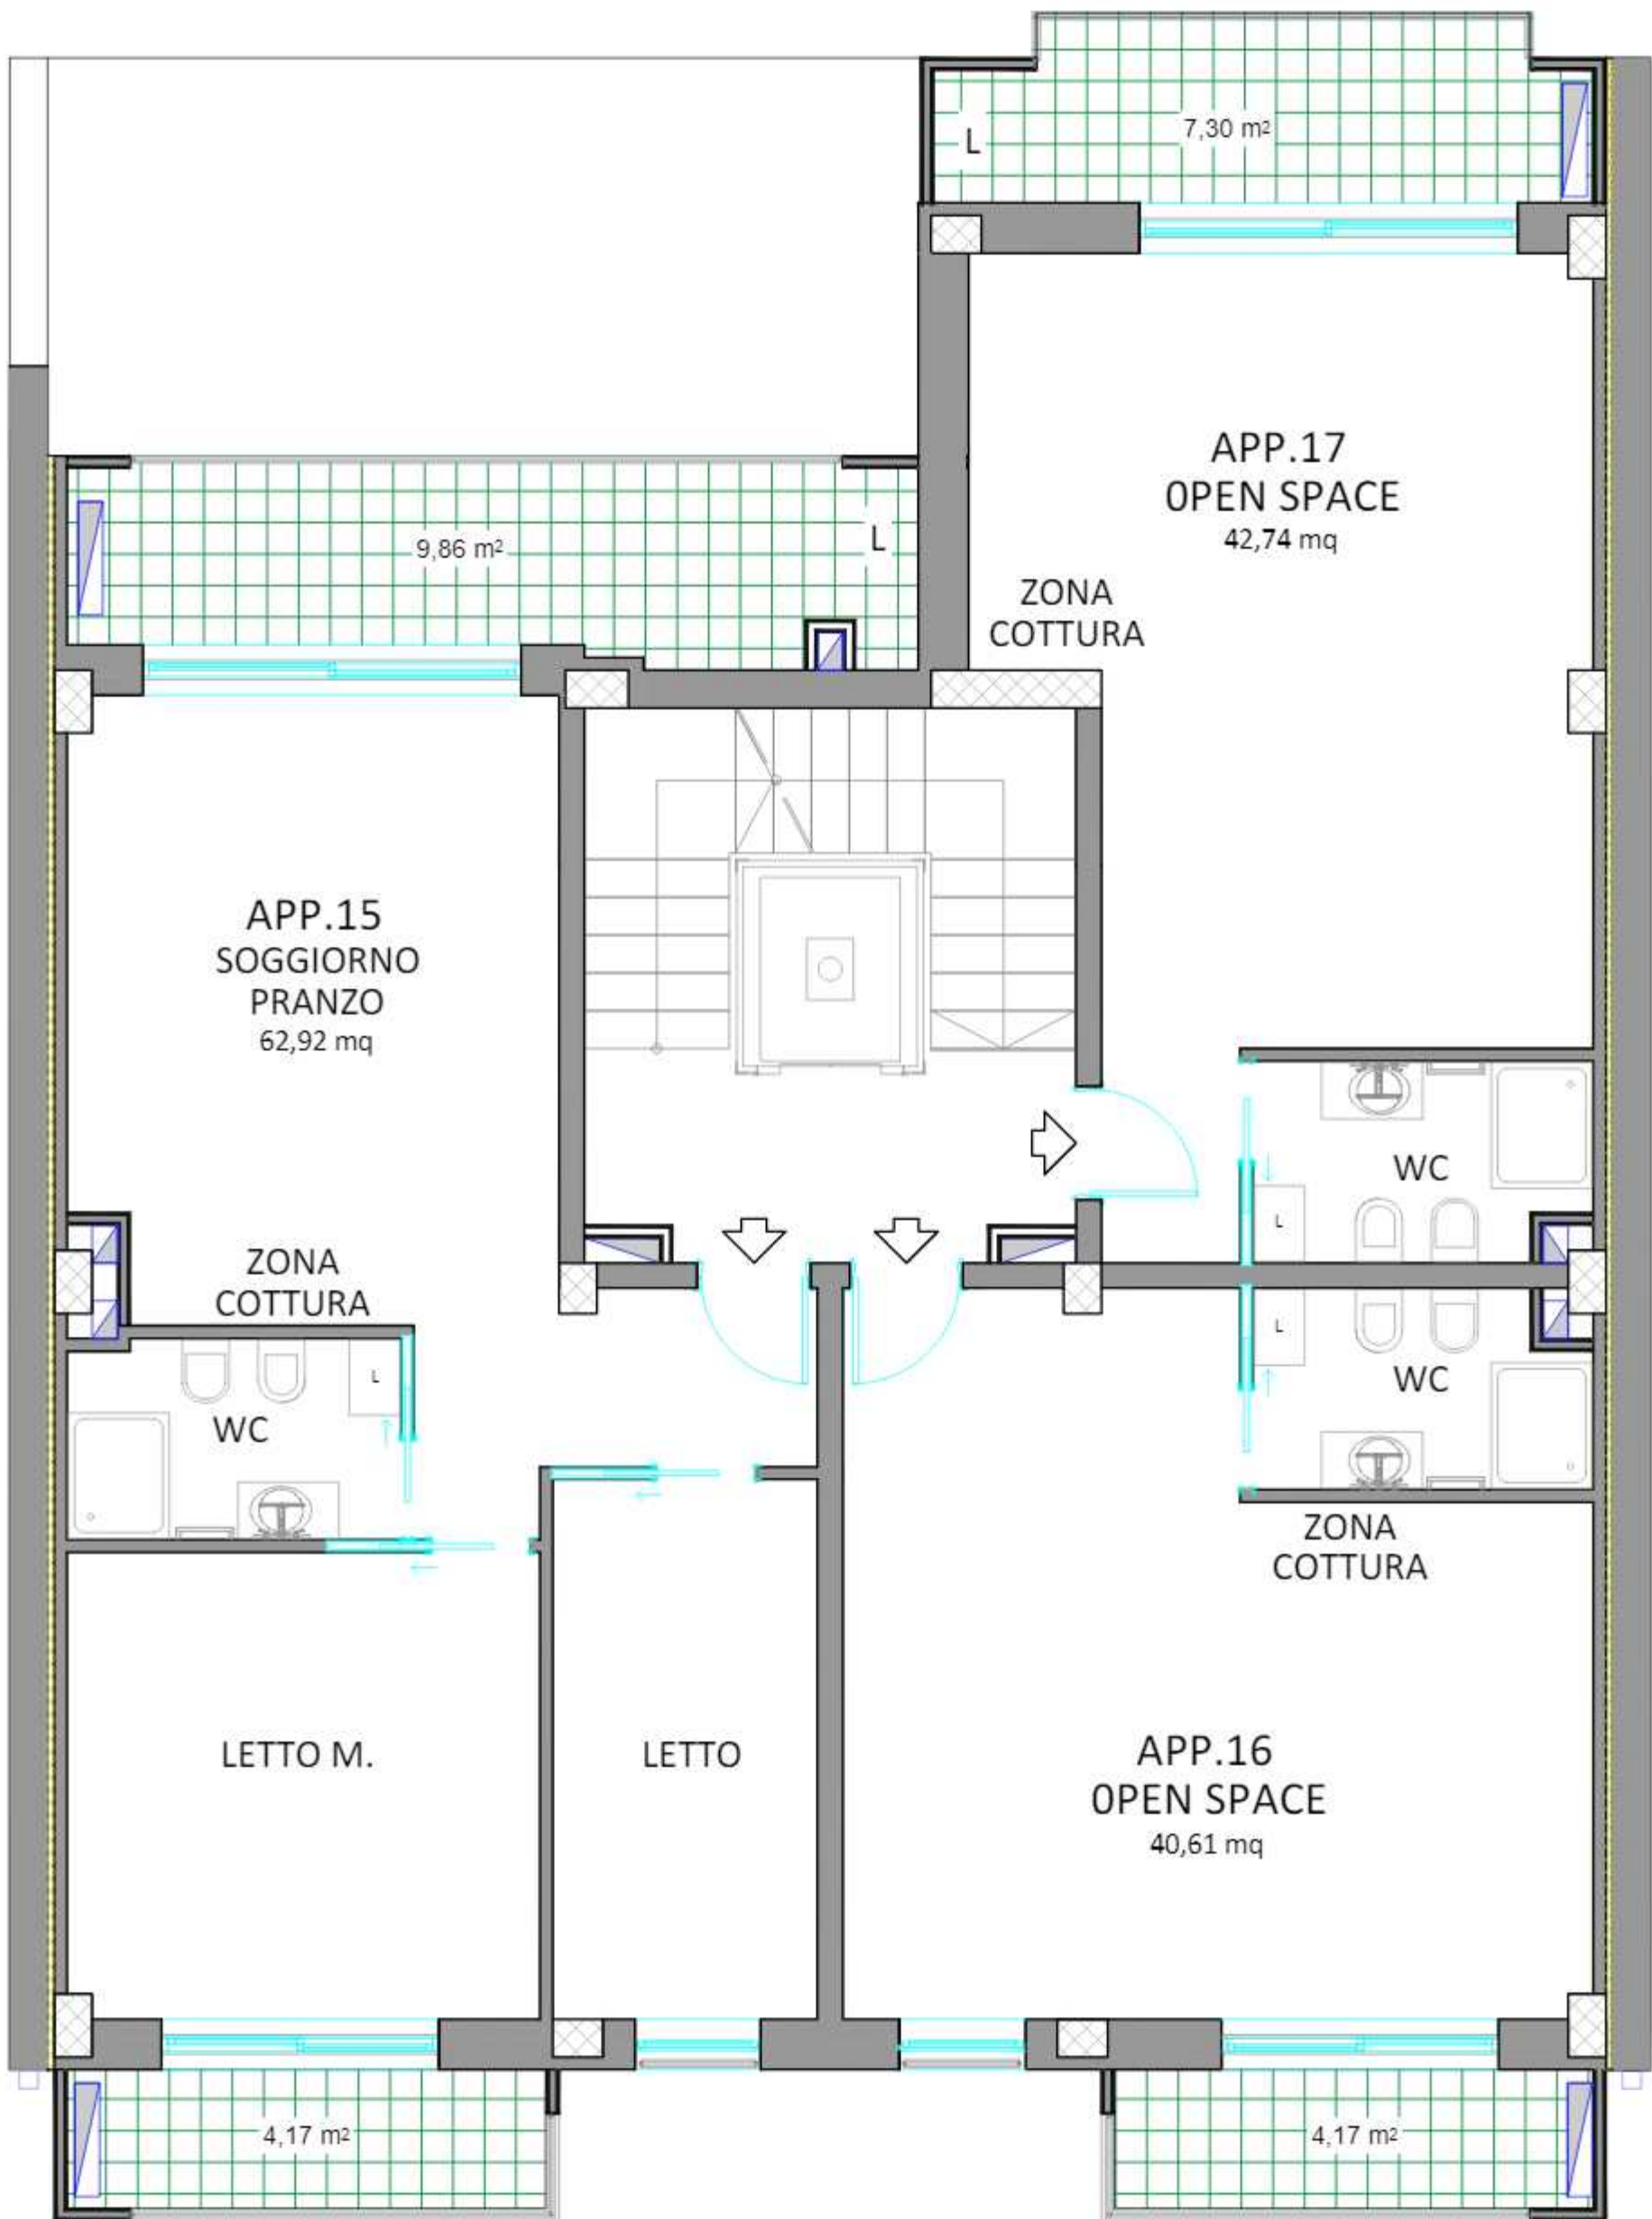 7,30 m²
L
APP.17
0PEN SPACE
42,74 mq
9,86 m²
L
ZONA
COTTURA
APP.15
SOGGIORNO
PRANZO
62,92 mq
WC
L
ZONA
COTTURA
L
WC
L
WC
ZONA
COTTURA
LETTO M.
LETTO
APP.16
0PEN SPACE
40,61 mq
4,17 m²
4,17 m²